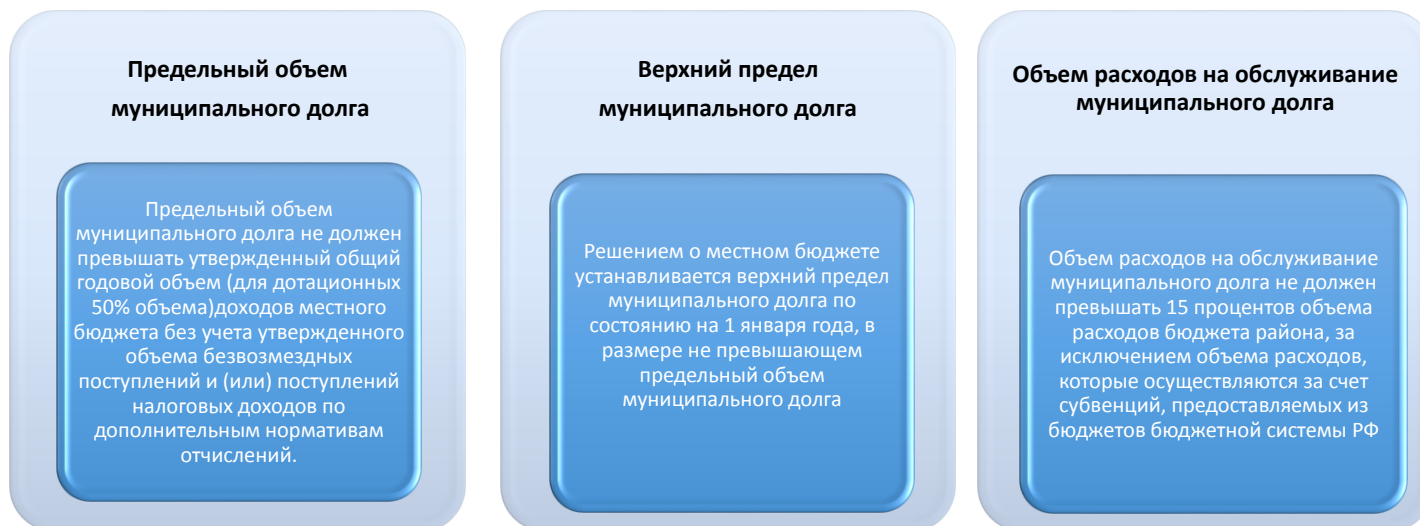 Предельный объем
муниципального долга
Предельный объем
муниципального долга не должен
превышать утвержденный общий
годовой объем (для дотационных
50% объема)доходов местного
бюджета без учета утвержденного
объема безвозмездных
поступлений и (или) поступлений
налоговых доходов по
дополнительным нормативам
отчислений.
Верхний предел
муниципального долга
Решением о местном бюджете
устанавливается верхний предел
муниципального долга по
состоянию на 1 января года, в
размере не превышающем
предельный объем
муниципального долга
Объем расходов на обслуживание
муниципального долга
Объем расходов на обслуживание
муниципального долга не должен
превышать 15 процентов объема
расходов бюджета района, за
исключением объема расходов,
которые осуществляются за счет
субвенций, предоставляемых из
бюджетов бюджетной системы РФ